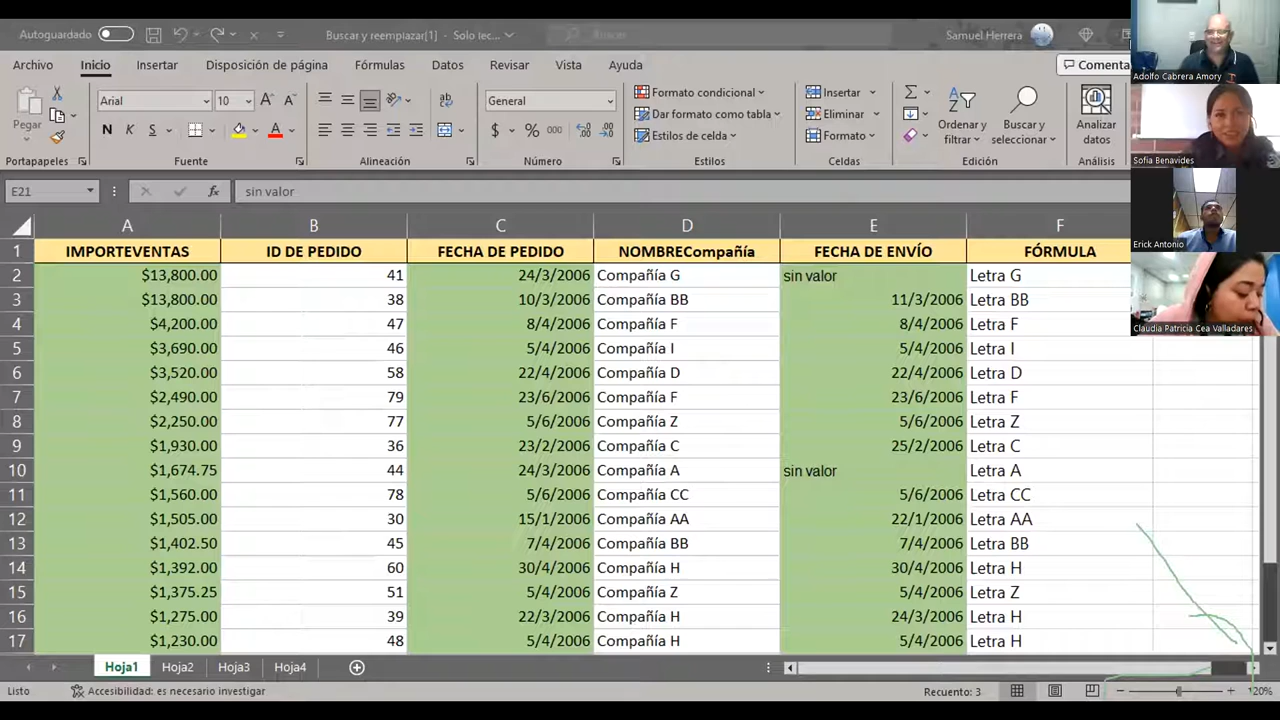 Autoguardado
Buscar y reemplazar[1] - Solo lec...
Buscar
Samuel Herrera
Archivo Inicio Insertar Disposición de página Fórmulas Datos Revisar Vista Ayuda
Comenta
Pegar
Arial 10
N K S
General
$ % 000
Formato condicional
Dar formato como tabla
Estilos de celda
Insertar
Eliminar
Formato
Ordenar y filtrar
Buscar y seleccionar
Analizar datos
Portapapeles Fuente Alineación Número Estilos Celdas Edición Análisis
Adolfo Cabrera Amory
Sofia Benavides
Erick Antonio
Claudia Patricia Cea Valladares
E21 fx sin valor
A B C D E F
1 IMPORTEVENTAS ID DE PEDIDO FECHA DE PEDIDO NOMBRECompañía FECHA DE ENVÍO FÓRMULA
2 $13,800.00 41 24/3/2006 Compañía G sin valor Letra G
3 $13,800.00 38 10/3/2006 Compañía BB 11/3/2006 Letra BB
4 $4,200.00 47 8/4/2006 Compañía F 8/4/2006 Letra F
5 $3,690.00 46 5/4/2006 Compañía I 5/4/2006 Letra I
6 $3,520.00 58 22/4/2006 Compañía D 22/4/2006 Letra D
7 $2,490.00 79 23/6/2006 Compañía F 23/6/2006 Letra F
8 $2,250.00 77 5/6/2006 Compañía Z 5/6/2006 Letra Z
9 $1,930.00 36 23/2/2006 Compañía C 25/2/2006 Letra C
10 $1,674.75 44 24/3/2006 Compañía A sin valor Letra A
11 $1,560.00 78 5/6/2006 Compañía CC 5/6/2006 Letra CC
12 $1,505.00 30 15/1/2006 Compañía AA 22/1/2006 Letra AA
13 $1,402.50 45 7/4/2006 Compañía BB 7/4/2006 Letra BB
14 $1,392.00 60 30/4/2006 Compañía H 30/4/2006 Letra H
15 $1,375.25 51 5/4/2006 Compañía Z 5/4/2006 Letra Z
16 $1,275.00 39 22/3/2006 Compañía H 24/3/2006 Letra H
17 $1,230.00 48 5/4/2006 Compañía H 5/4/2006 Letra H
Hoja1 Hoja2 Hoja3 Hoja4
Listo Accesibilidad: es necesario investigar Recuento: 3 120%